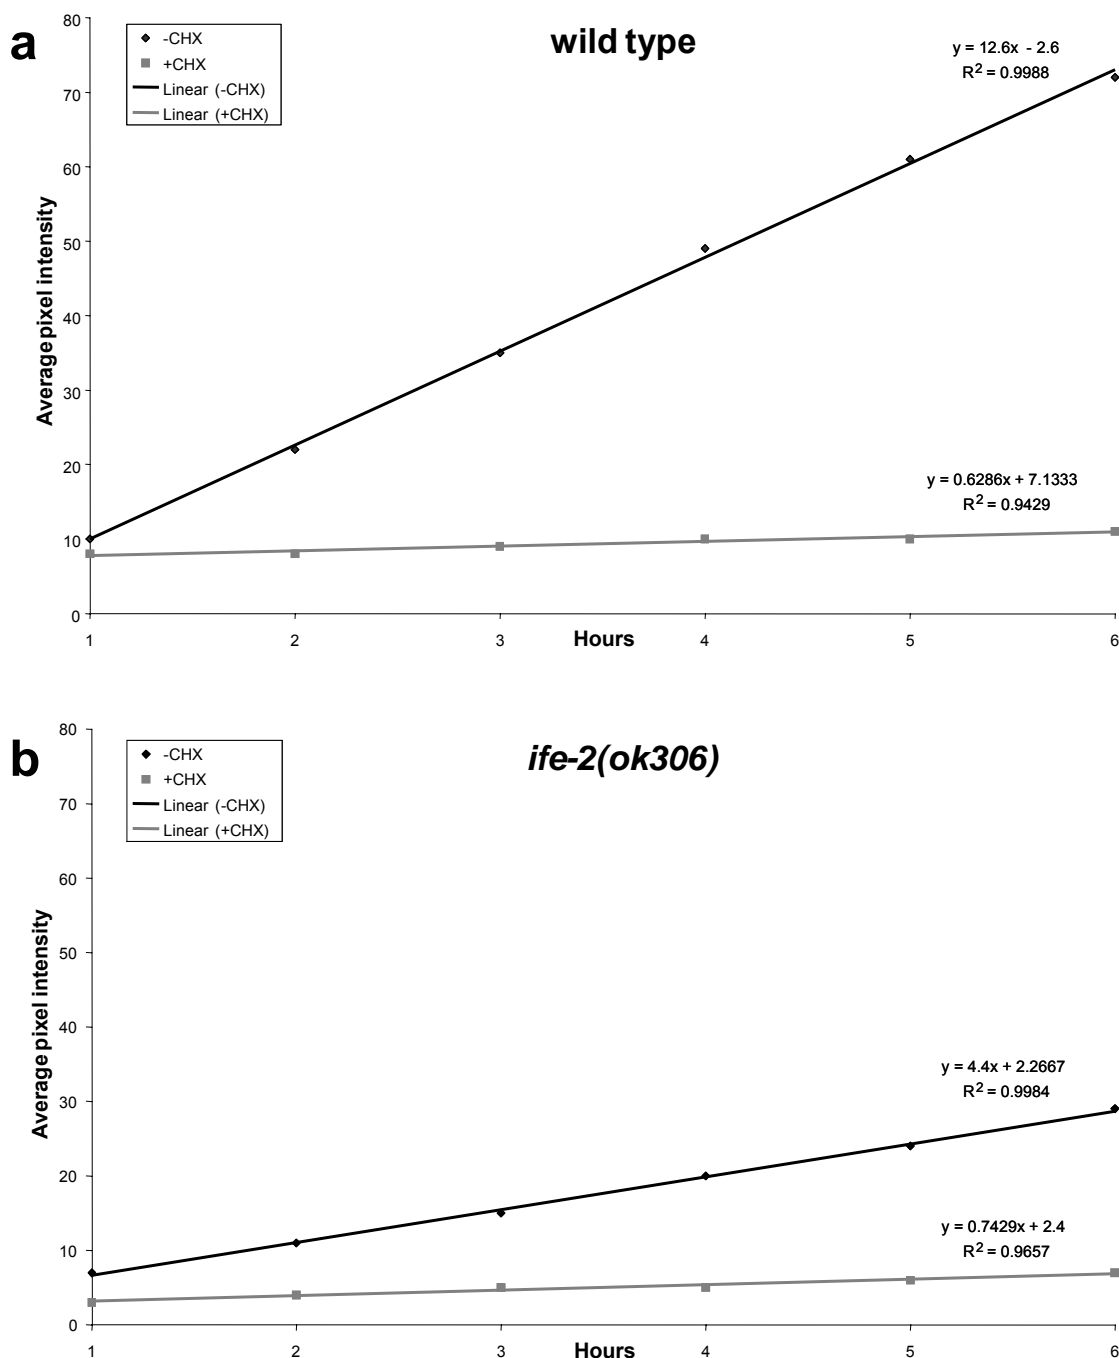 a
wild type
-CHX
+CHX
Linear (-CHX)
Linear (+CHX)
y = 12.6x - 2.6
R2 = 0.9988
y = 0.6286x + 7.1333
R2 = 0.9429
Average pixel intensity
80
70
60
50
40
30
20
10
0
1
2
3
4
5
6
Hours
b
ife-2(ok306)
-CHX
+CHX
Linear (-CHX)
Linear (+CHX)
y = 4.4x + 2.2667
R2 = 0.9984
y = 0.7429x + 2.4
R2 = 0.9657
Average pixel intensity
80
70
60
50
40
30
20
10
0
1
2
3
4
5
6
Hours